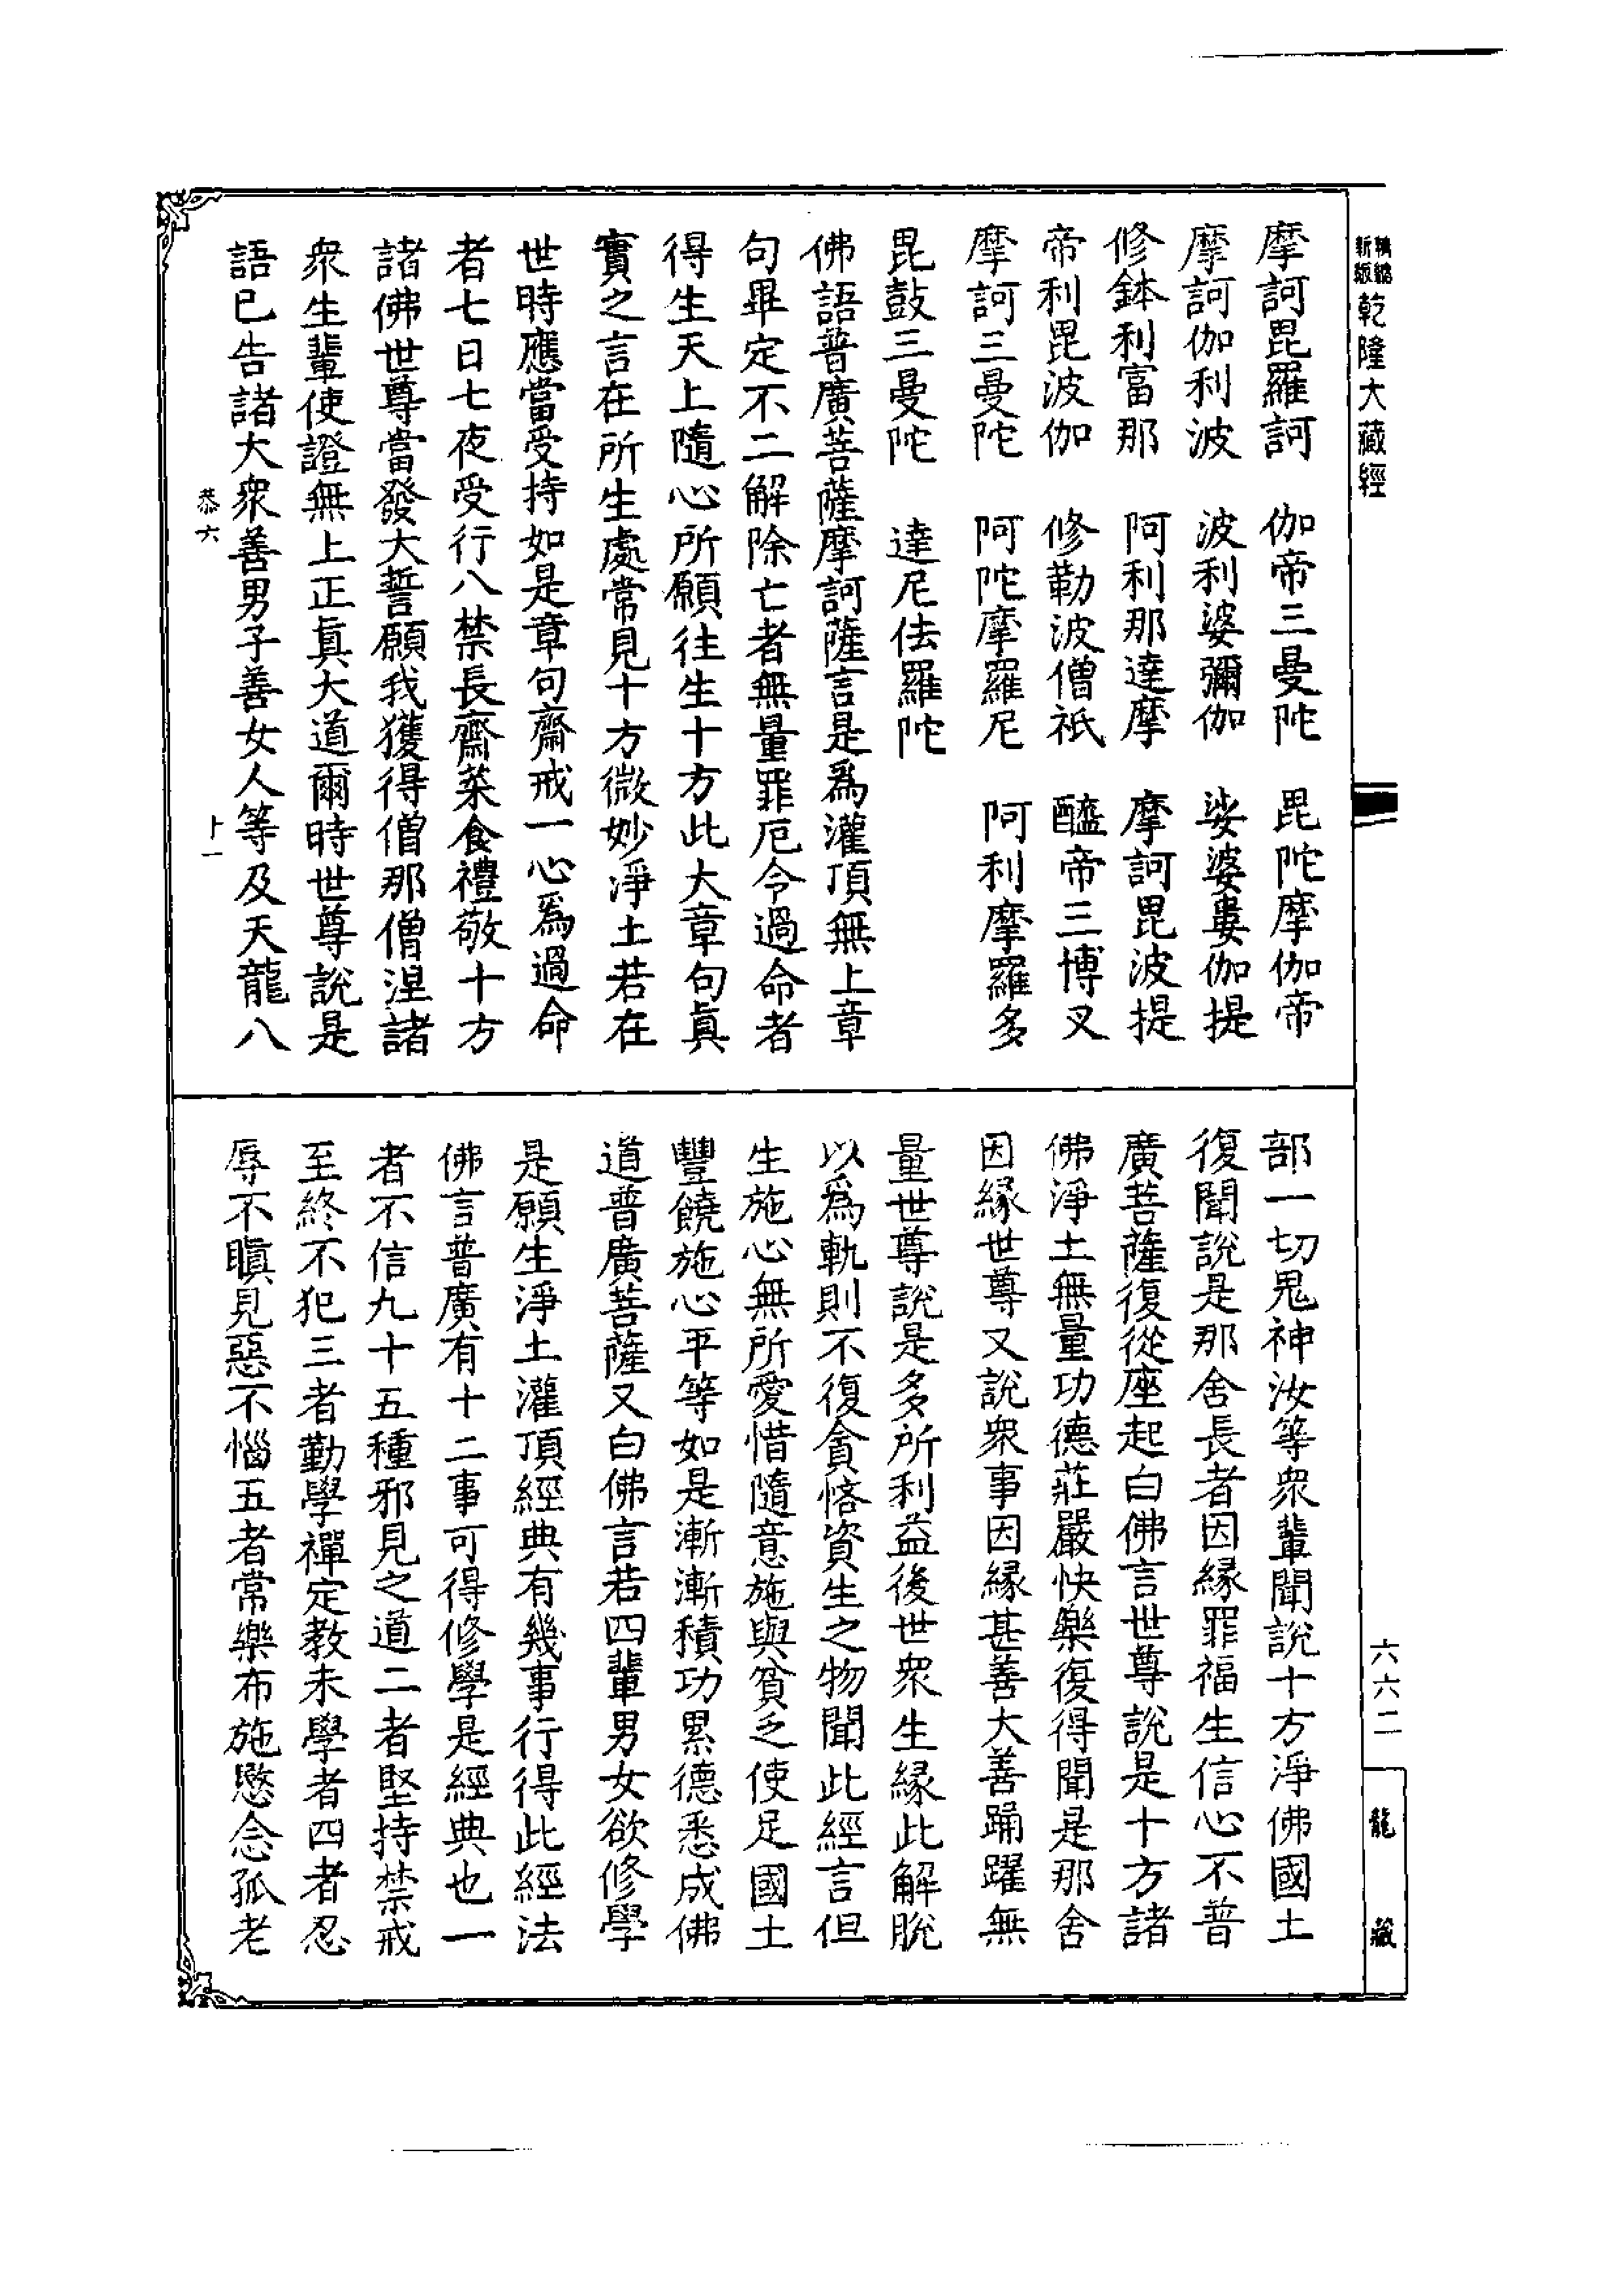 乾隆大藏經
摩訶毘羅訶　伽帝三曼陀　毘陀摩伽帝
摩訶伽利波　波利婆彌伽　娑婆婁伽提
修鉢利富那　阿利那達摩　摩訶毘波提
帝利毘波伽　修勒波僧祇　醯帝三博叉
摩訶三曼陀　阿陀摩羅尼　阿利摩羅多
毘鼓三曼陀　達尼佉羅陀
佛語普廣菩薩摩訶薩言是爲灌頂無上章
句畢定不二解除亡者無量罪厄令過命者
得生天上隨心所願往生十方此大章句眞
實之言在所生處常見十方微妙淨土若在
世時應當受持如是章句齋戒一心爲過命
者七日七夜受行八禁長齋菜食禮敬十方
諸佛世尊當發大誓願我獲得僧那僧涅諸
衆生輩使證無上正眞大道爾時世尊說是
語已告諸大衆善男子善女人等及天龍八
恭六
十一
部一切鬼神汝等衆輩聞說十方淨佛國土
復聞說是那舍長者因緣罪福生信心不普
廣菩薩復從座起白佛言世尊說是十方諸
佛淨土無量功德莊嚴快樂復得聞是那舍
因緣世尊又說衆事因緣甚善大善踊躍無
量世尊說是多所利益後世衆生緣此解脫
以爲軌則不復貪悋資生之物聞此經言但
生施心無所愛惜隨意施與貧乏使足國土
豐饒施心平等如是漸漸積功累德悉成佛
道普廣菩薩又白佛言若四輩男女欲修學
是願生淨土灌頂經典有幾事行得此經法
佛言普廣有十二事可得修學是經典也一
者不信九十五種邪見之道二者堅持禁戒
至終不犯三者勤學禪定教未學者四者忍
辱不瞋見惡不惱五者常樂布施愍念孤老
六六二
龍藏